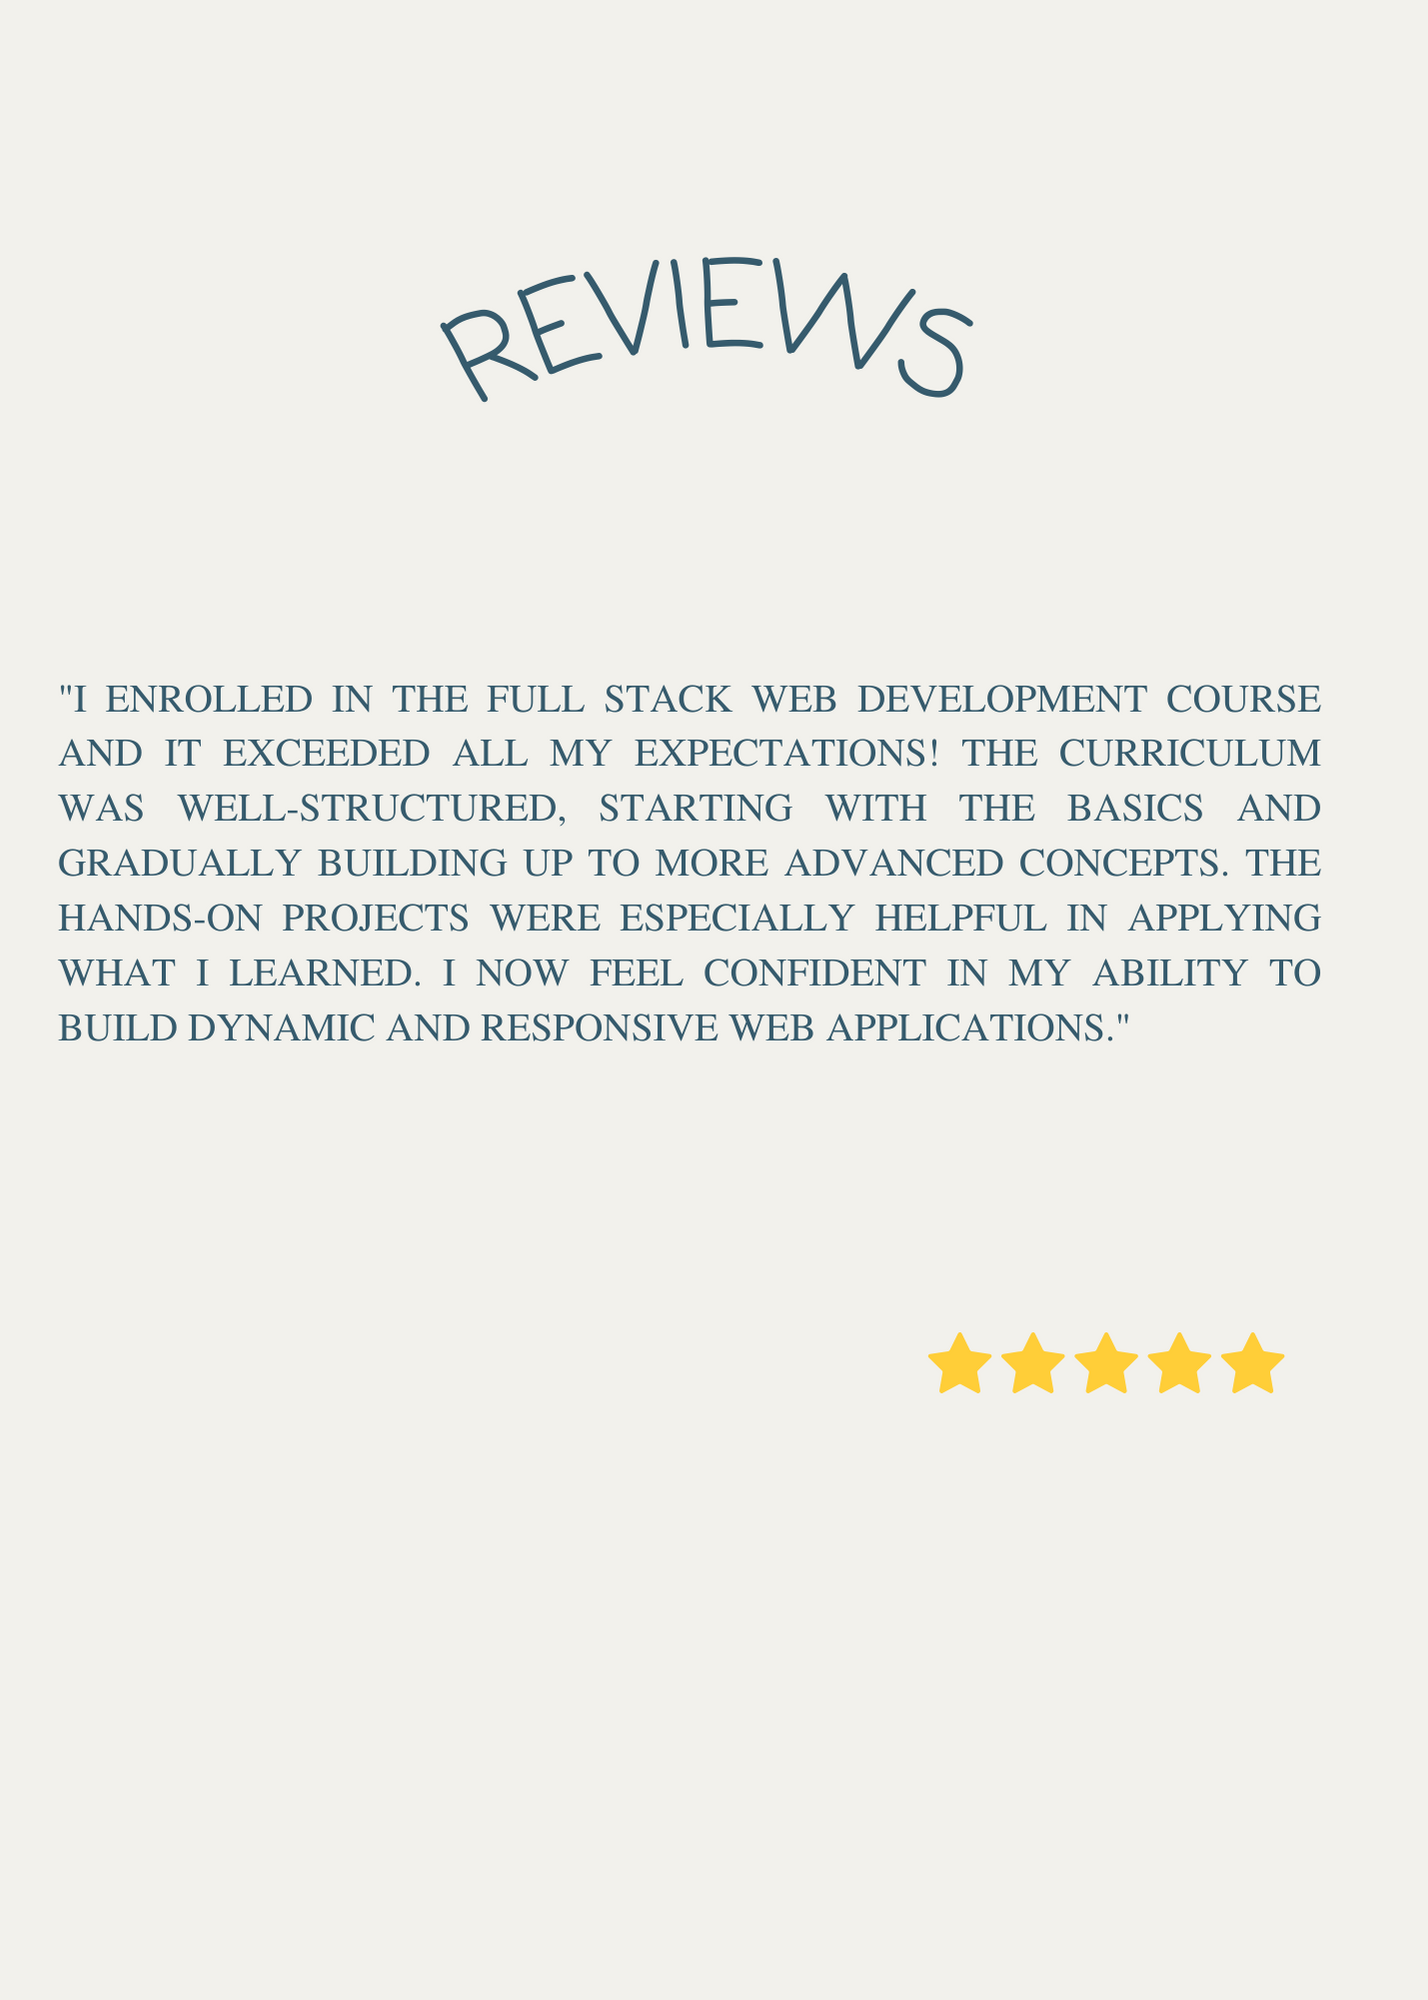 REVIEWS
"I ENROLLED IN THE FULL STACK WEB DEVELOPMENT COURSE
AND IT EXCEEDED ALL MY EXPECTATIONS! THE CURRICULUM
WAS WELL-STRUCTURED, STARTING WITH THE BASICS AND
GRADUALLY BUILDING UP TO MORE ADVANCED CONCEPTS. THE
HANDS-ON PROJECTS WERE ESPECIALLY HELPFUL IN APPLYING
WHAT I LEARNED. I NOW FEEL CONFIDENT IN MY ABILITY TO
BUILD DYNAMIC AND RESPONSIVE WEB APPLICATIONS."